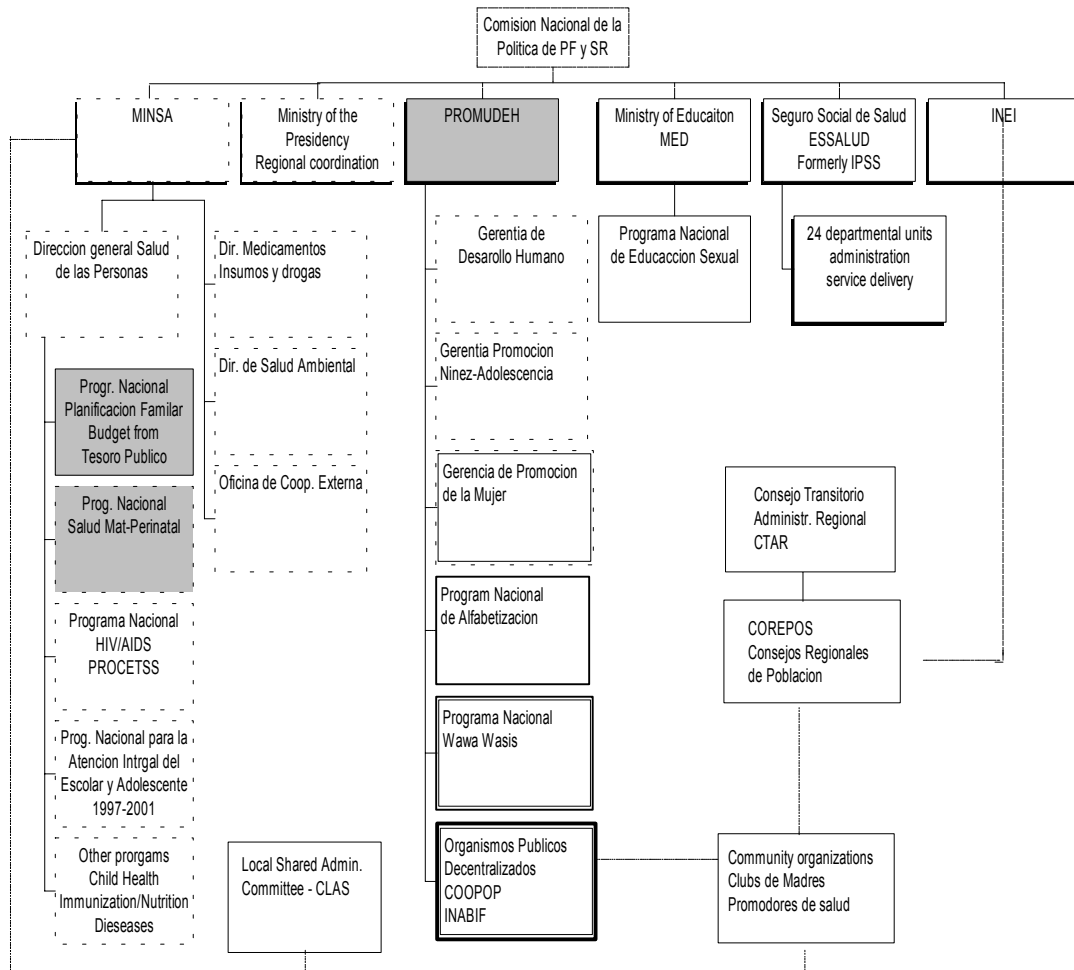 Comision Nacional de la
Politica de PF y SR
MINSA
Ministry of the
Presidency
Regional coordination
PROMUDEH
Ministry of Educaiton
MED
Seguro Social de Salud
ESSALUD
Formerly IPSS
INEI
Direccion general Salud
de las Personas
Dir. Medicamentos
Insumos y drogas
Gerentia de
Desarollo Humano
Programa Nacional
de Educaccion Sexual
24 departmental units
administration
service delivery
Dir. de Salud Ambiental
Gerentia Promocion
Ninez-Adolescencia
Progr. Nacional
Planificacion Familar
Budget from
Tesoro Publico
Oficina de Coop. Externa
Gerencia de Promocion
de la Mujer
Prog. Nacional
Salud Mat-Perinatal
Consejo Transitorio
Administr. Regional
CTAR
Program Nacional
de Alfabetizacion
Programa Nacional
HIV/AIDS
PROCETSS
COREPOS
Consejos Regionales
de Poblacion
Programa Nacional
Wawa Wasis
Prog. Nacional para la
Atencion Intrgal del
Escolar y Adolescente
1997-2001
Other prorgams
Child Health
Immunization/Nutrition
Dieseases
Local Shared Admin.
Committee - CLAS
Organismos Publicos
Decentralizados
COOPOP
INABIF
Community organizations
Clubs de Madres
Promodores de salud